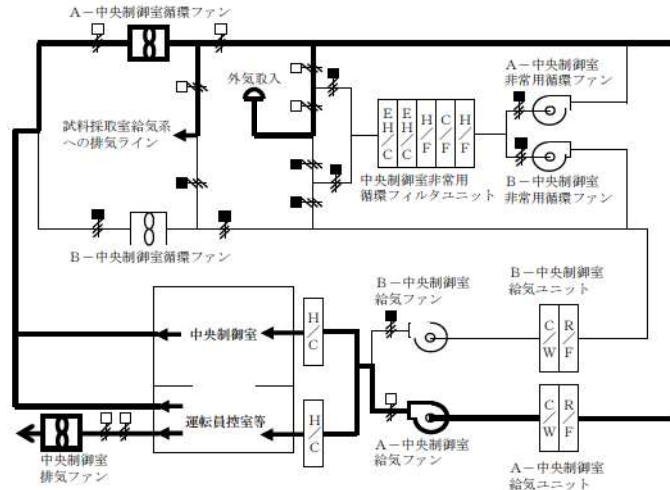 A－中央制御室循環ファン
外気取入
A－中央制御室
非常用循環ファン
試料採取室給気系
への排気ライン
E
H
/
C
E
H
/
C
H
/
F
C
/
F
H
/
F
中央制御室非常用
循環フィルタユニット
B－中央制御室
非常用循環ファン
B－中央制御室循環ファン
B－中央制御室
給気ファン
B－中央制御室
給気ユニット
中央制御室
H
/
C
C
/
W
R
/
F
運転員控室等
H
/
C
C
/
W
R
/
F
中央制御室
排気ファン
A－中央制御室
給気ファン
A－中央制御室
給気ユニット